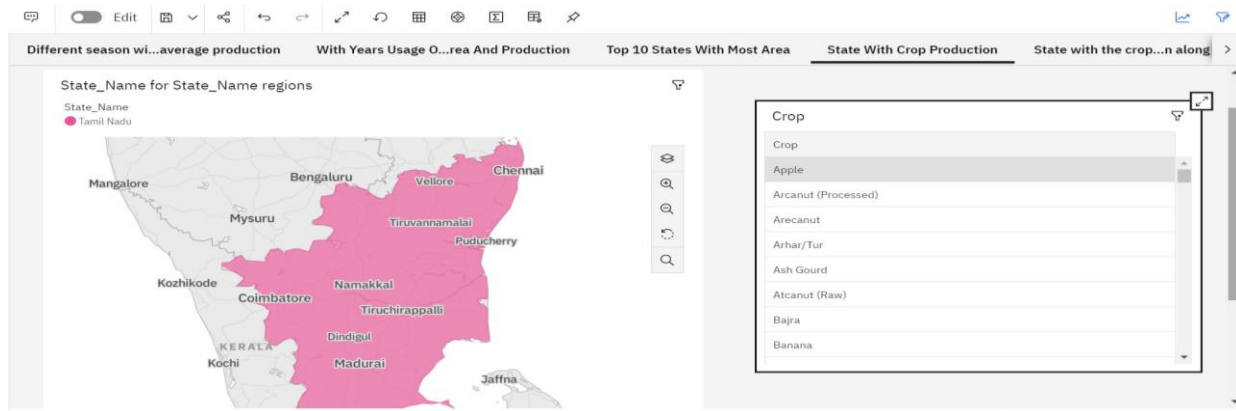 Edit
Different season wi...average production
With Years Usage O...rea And Production
Top 10 States With Most Area
State With Crop Production
State with the crop...n along
State_Name for State_Name regions
State_Name
Tamil Nadu
Chennai
Bengaluru
Vellore
Mangalore
Mysuru
Tiruvannamalai
Puducherry
Kozhikode
Namakkal
Coimbatore
Tiruchirappalli
Dindigul
KERALA
Kochi
Madurai
Jaffna
Crop
Crop
Apple
Arcanut (Processed)
Arecanut
Arhar/Tur
Ash Gourd
Atcanut (Raw)
Bajra
Banana